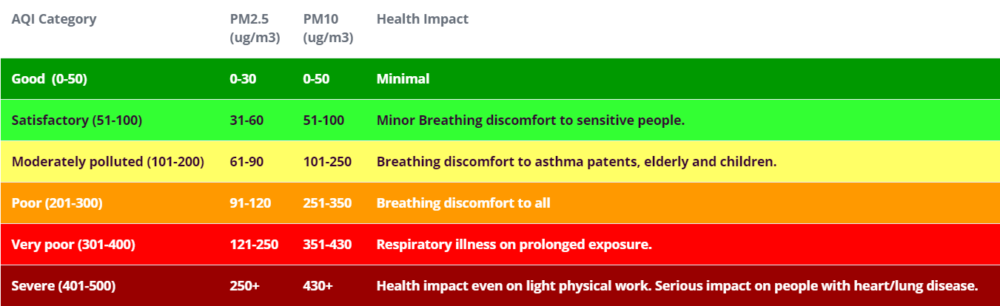 AQI Category PM2.5 (ug/m3) PM10 (ug/m3) Health Impact
Good (0-50) 0-30 0-50 Minimal
Satisfactory (51-100) 31-60 51-100 Minor Breathing discomfort to sensitive people.
Moderately polluted (101-200) 61-90 101-250 Breathing discomfort to asthma patents, elderly and children.
Poor (201-300) 91-120 251-350 Breathing discomfort to all
Very poor (301-400) 121-250 351-430 Respiratory illness on prolonged exposure.
Severe (401-500) 250+ 430+ Health impact even on light physical work. Serious impact on people with heart/lung disease.